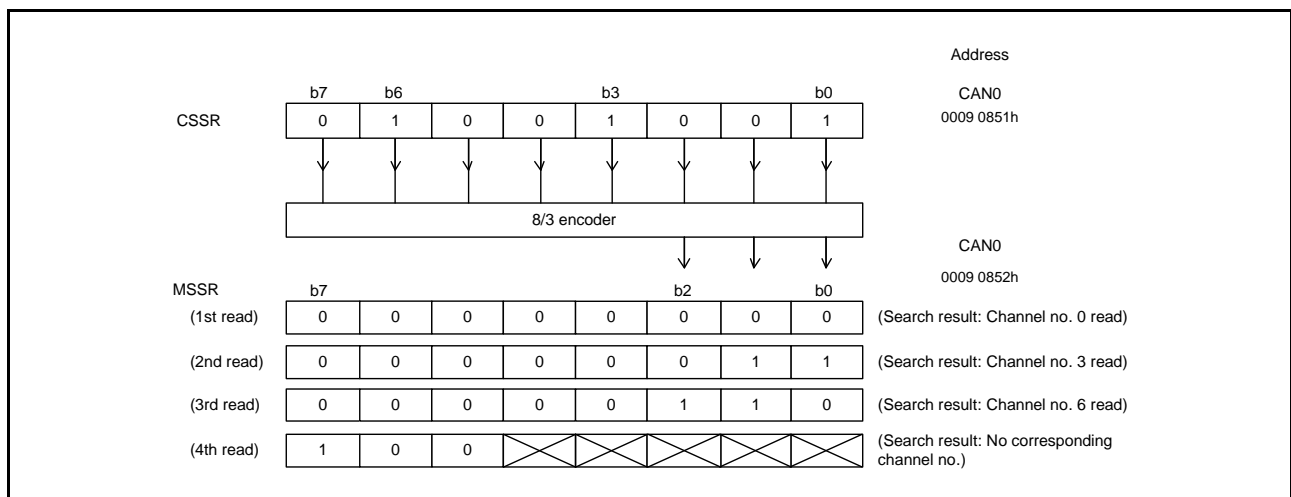 Address
b7 b6 b3 b0 CAN0
CSSR 0 1 0 0 1 0 0 1 0009 0851h
8/3 encoder
CAN0
0009 0852h
MSSR b7 b2 b0
(1st read) 0 0 0 0 0 0 0 0 (Search result: Channel no. 0 read)
(2nd read) 0 0 0 0 0 0 1 1 (Search result: Channel no. 3 read)
(3rd read) 0 0 0 0 0 1 1 0 (Search result: Channel no. 6 read)
(4th read) 1 0 0 (Search result: No corresponding
channel no.)